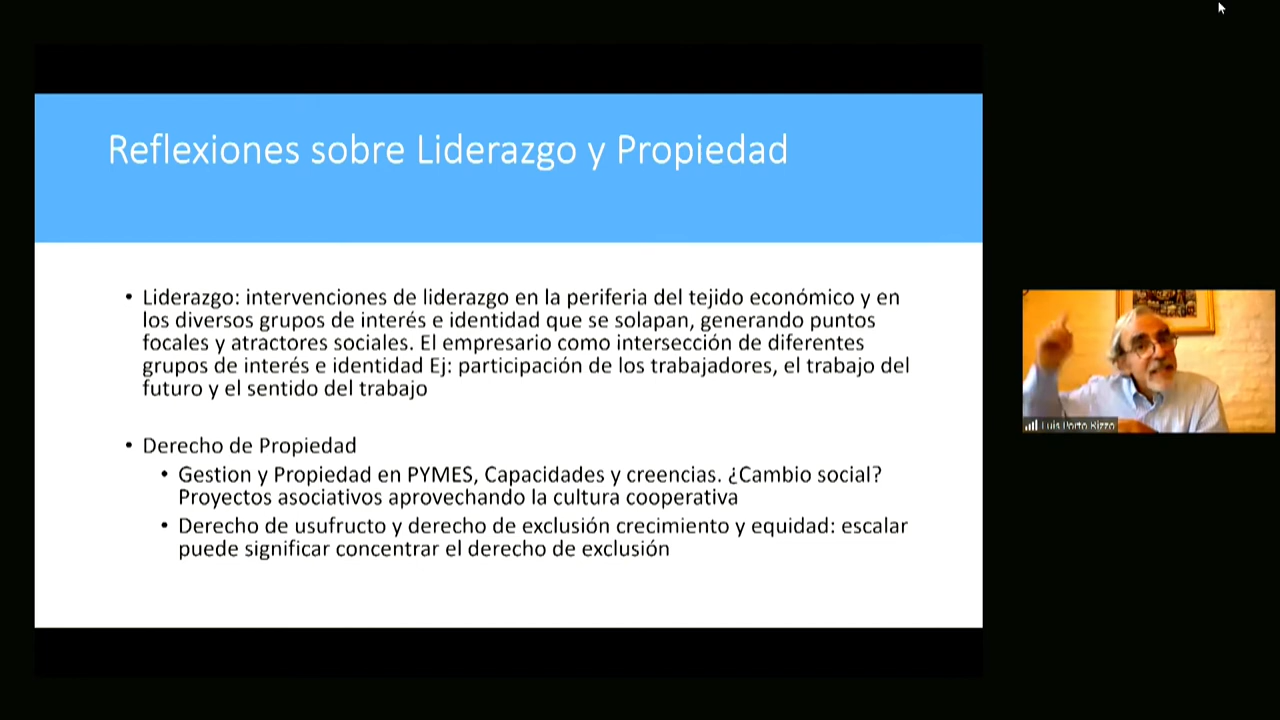 Reflexiones sobre Liderazgo y Propiedad
• Liderazgo: intervenciones de liderazgo en la periferia del tejido económico y en
los diversos grupos de interés e identidad que se solapan, generando puntos
focales y atractores sociales. El empresario como intersección de diferentes
grupos de interés e identidad Ej: participación de los trabajadores, el trabajo del
futuro y el sentido del trabajo
• Derecho de Propiedad
• Gestion y Propiedad en PYMES, Capacidades y creencias. ¿Cambio social?
Proyectos asociativos aprovechando la cultura cooperativa
• Derecho de usufructo y derecho de exclusión crecimiento y equidad: escalar
puede significar concentrar el derecho de exclusión
Luis Porto Rizzo